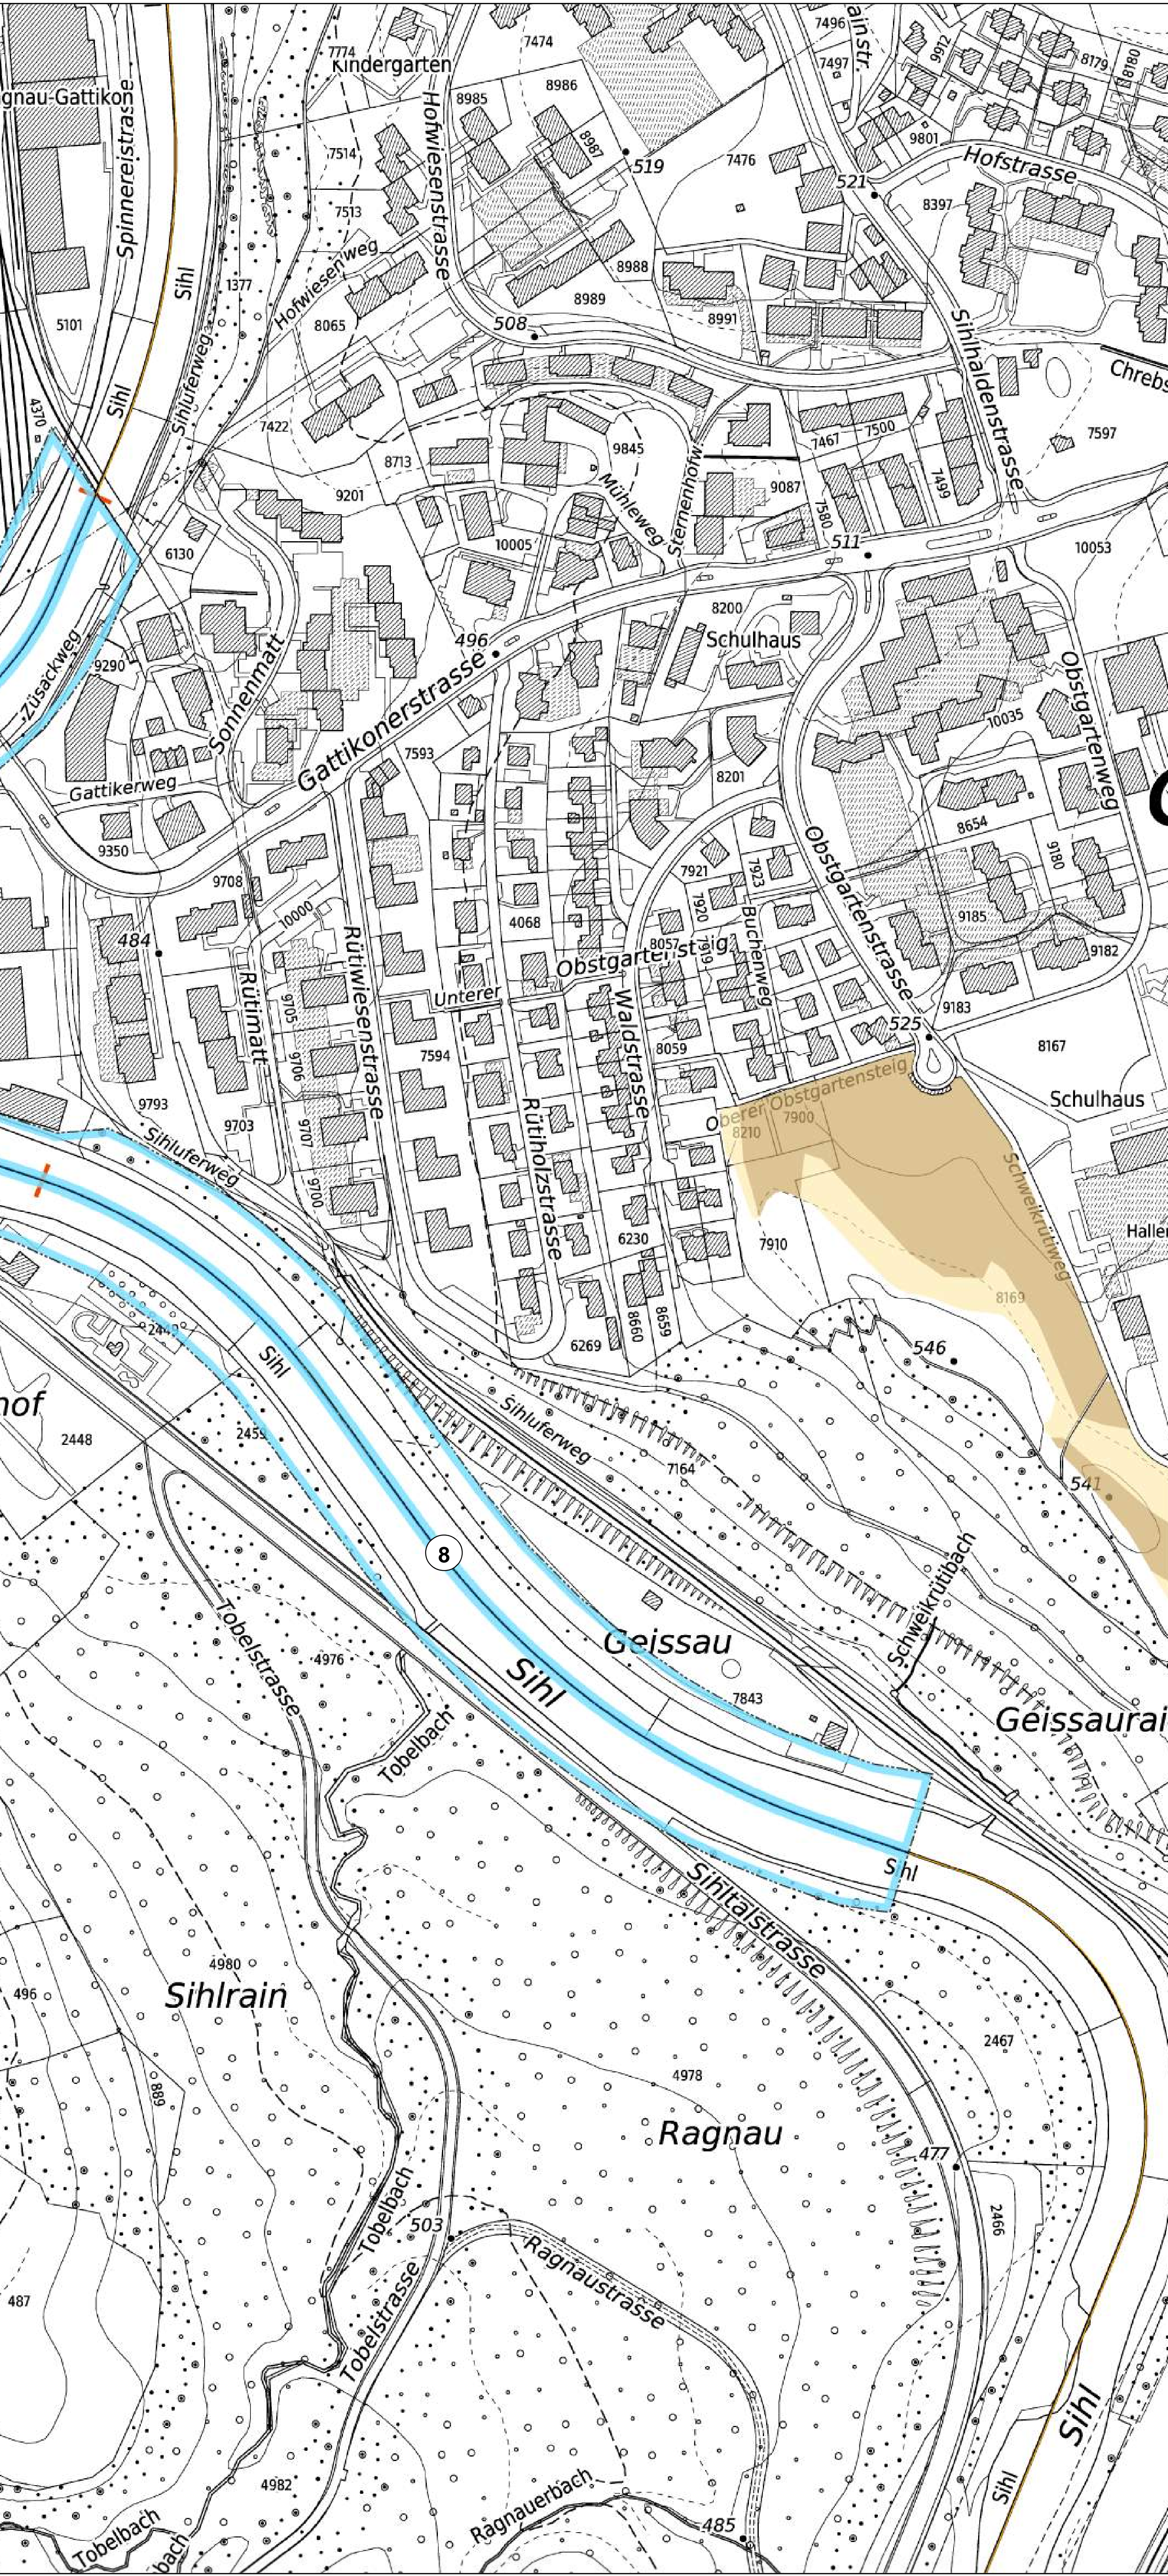 7774
Kindergarten
7474
7496
7497
ainstr.
9912
8179
8180
gnau-Gattikon
8985
8986
8987
Spinnereistrasse
Hofwiesenstrasse
7514
519
7476
9801
Hofstrasse
521
7513
8397
Sihl
1377
Hofwiesenweg
8988
8989
8991
5101
8065
508
Sihlhaldenstrasse
Chrebs
Sihluferweg
Sihl
4370
7422
8713
9845
7467
7500
7597
9201
Mühleweg
Sternenhofw.
9087
7499
7580
6130
10005
511
10053
8200
496
Schulhaus
Züsackweg
9290
Sonnenmatt
Gattikonerstrasse
Obstgartenweg
10035
7593
8201
Gattikerweg
9350
8654
Obstgartenstrasse
9180
9708
7921
7923
10000
7920
9185
4068
484
8057
Obstgartensteig
Buchenweg
9182
Rütimatt
Rütiwiesenstrasse
Unterer
9705
Waldstrasse
9183
525
9706
7594
8059
8167
Oberer Obstgartensteig
9793
9703
9707
Rütiholzstrasse
7900
8210
Schulhaus
Sihluferweg
9700
Schweikrütiweg
6230
7910
Haller
8169
2449
6269
8660
8659
546
Sihl
hof
2448
2459
Sihluferweg
7164
541
8
Schweikrütibach
Tobelstrasse
4976
Geissau
Sihl
7843
Geissaurai
Tobelbach
Sihl
Sihltalstrasse
4980
496
Sihlrain
2467
4978
889
Ragnau
477
Tobelbach
503
2466
Ragnaustrasse
487
Tobelstrasse
Sihl
4982
Sihl
Ragnauerbach
485
Tobelbach
bach